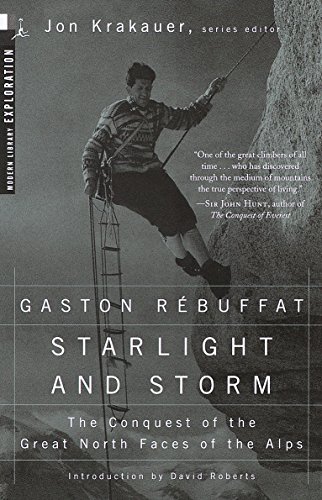 Jon Krakauer, series editor
MODERN LIBRARY EXPLORATION
"One of the great climbers of all
time . . . who has discovered
through the medium of mountains
the true perspective of living."
—SIR JOHN HUNT, author of
The Conquest of Everest
GASTON RÉBUFFAT
STARLIGHT
AND STORM
The Conquest of the
Great North Faces of the Alps
Introduction by David Roberts